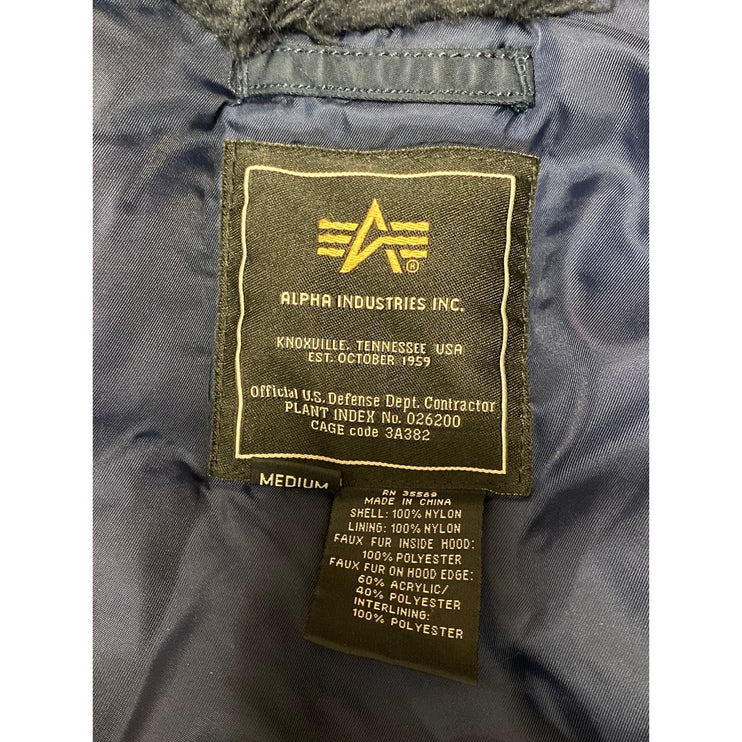 ®
ALPHA INDUSTRIES INC.
KNOXVILLE, TENNESSEE USA
EST. OCTOBER 1959
Official U.S. Defense Dept. Contractor
PLANT INDEX No. 026200
CAGE code 3A382
MEDIUM
RN 35569
MADE IN CHINA
SHELL: 100% NYLON
LINING: 100% NYLON
FAUX FUR INSIDE HOOD:
100% POLYESTER
FAUX FUR ON HOOD EDGE:
60% ACRYLIC/
40% POLYESTER
INTERLINING:
100% POLYESTER